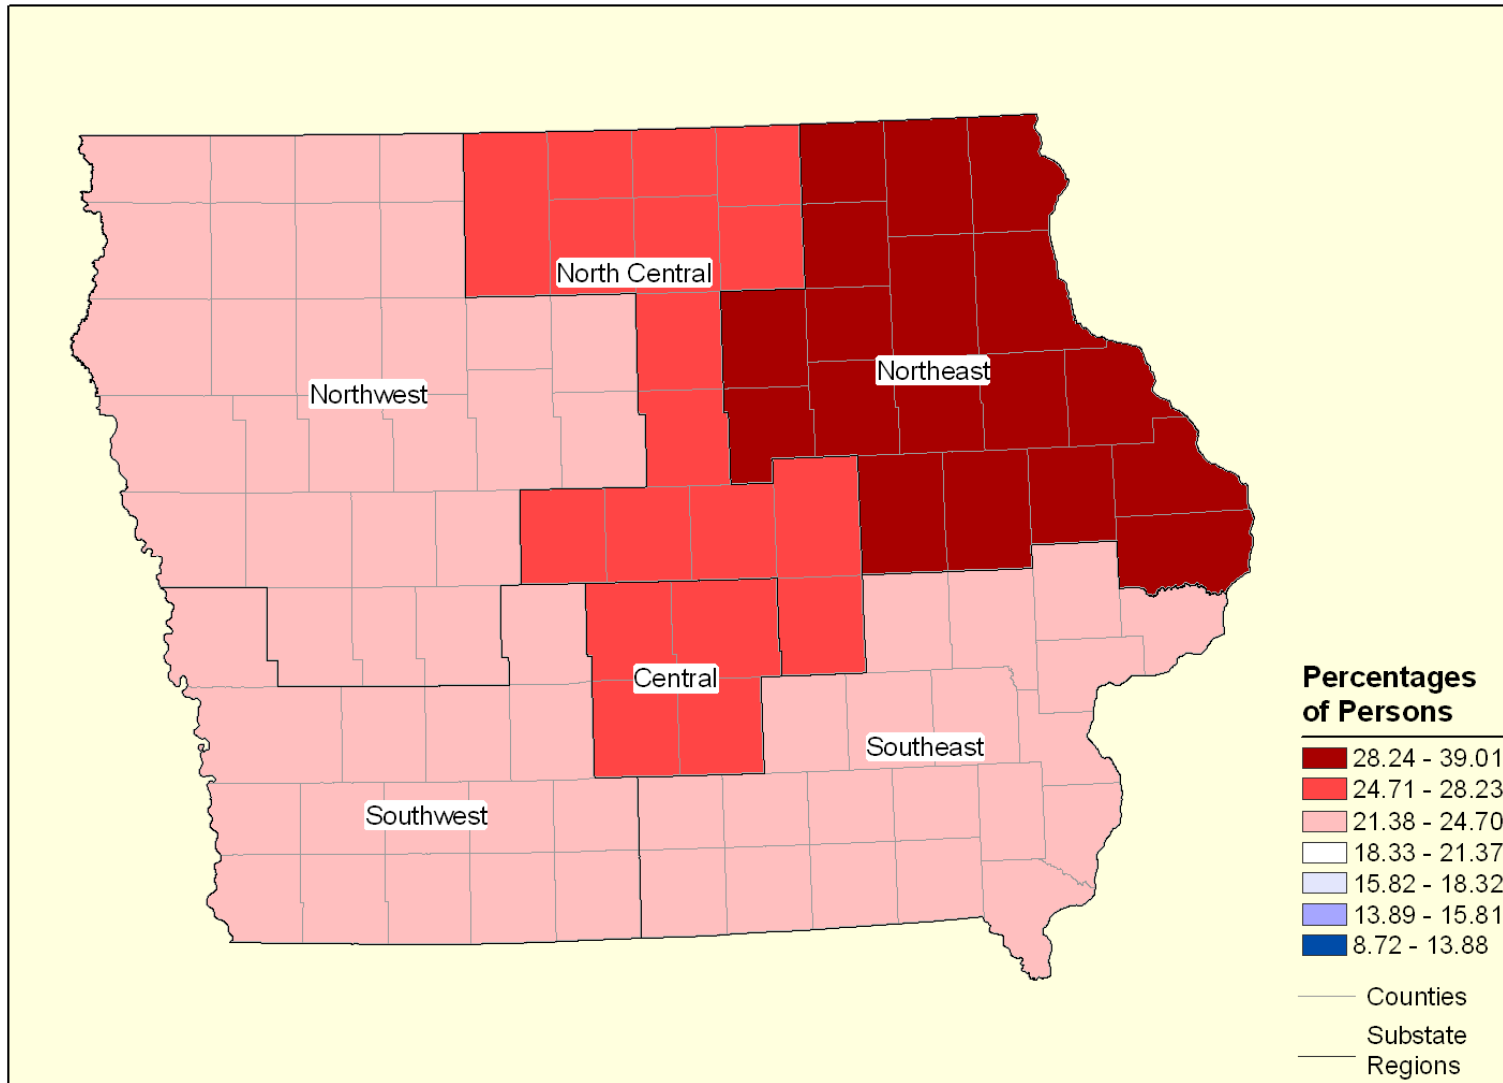 North Central
Northeast
Northwest
Central
Southeast
Southwest
Percentages
of Persons
28.24 - 39.01
24.71 - 28.23
21.38 - 24.70
18.33 - 21.37
15.82 - 18.32
13.89 - 15.81
8.72 - 13.88
Counties
Substate
Regions